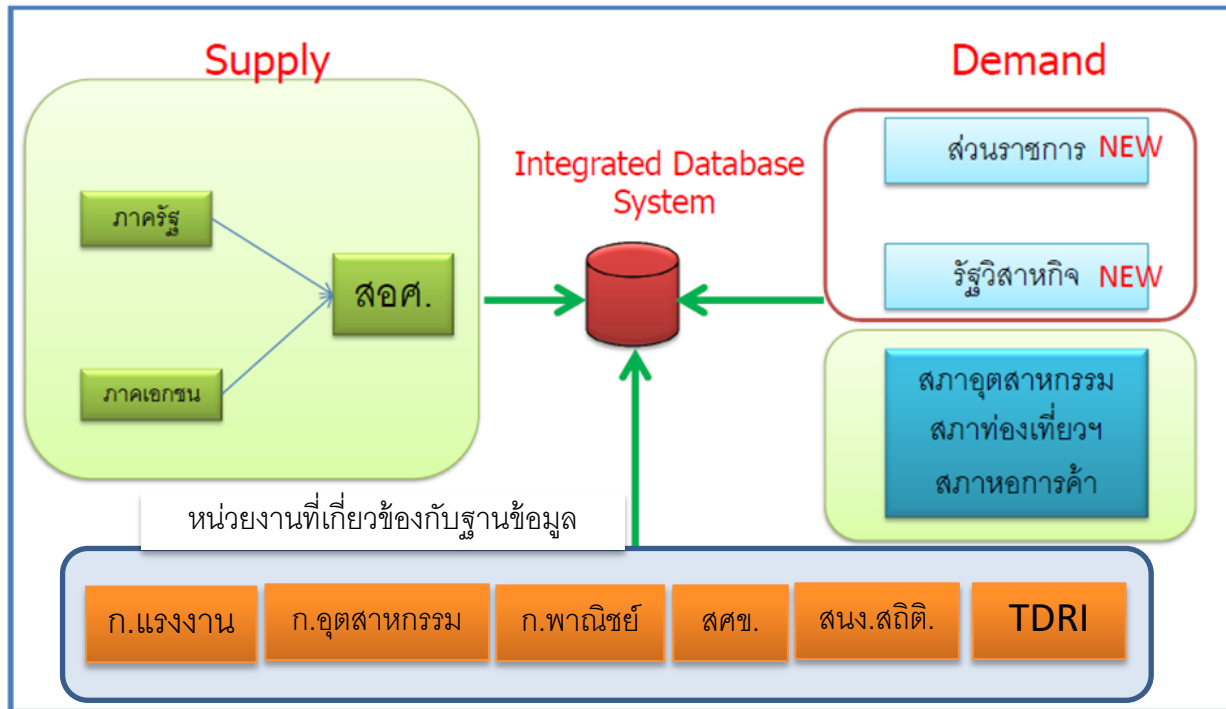 Supply
Demand
ภาครัฐ
ภาคเอกชน
สอศ.
Integrated Database
System
ส่วนราชการ NEW
รัฐวิสาหกิจ NEW
สภาอุตสาหกรรม
สภาท่องเที่ยวฯ
สภาหอการค้า
หน่วยงานที่เกี่ยวข้องกับฐานข้อมูล
ก.แรงงาน
ก.อุตสาหกรรม
ก.พาณิชย์
สศช.
สนง.สถิติ.
TDRI